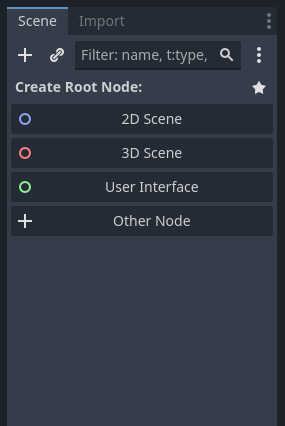 Scene Import
Filter: name, t:type,
Create Root Node:
2D Scene
3D Scene
User Interface
Other Node